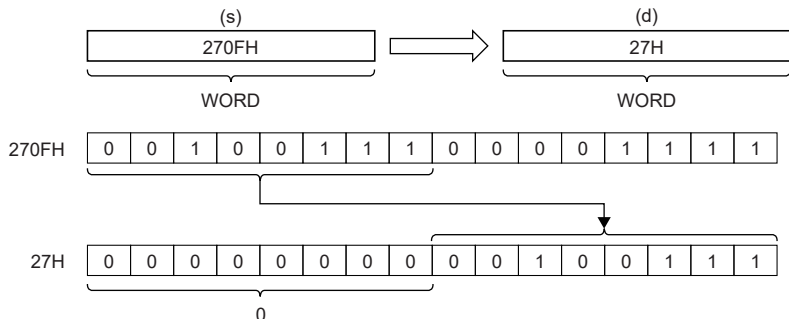 (s) (d)
270FH 27H
WORD WORD
270FH 0 0 1 0 0 1 1 1 0 0 0 0 1 1 1 1
27H 0 0 0 0 0 0 0 0 0 0 1 0 0 1 1 1
0